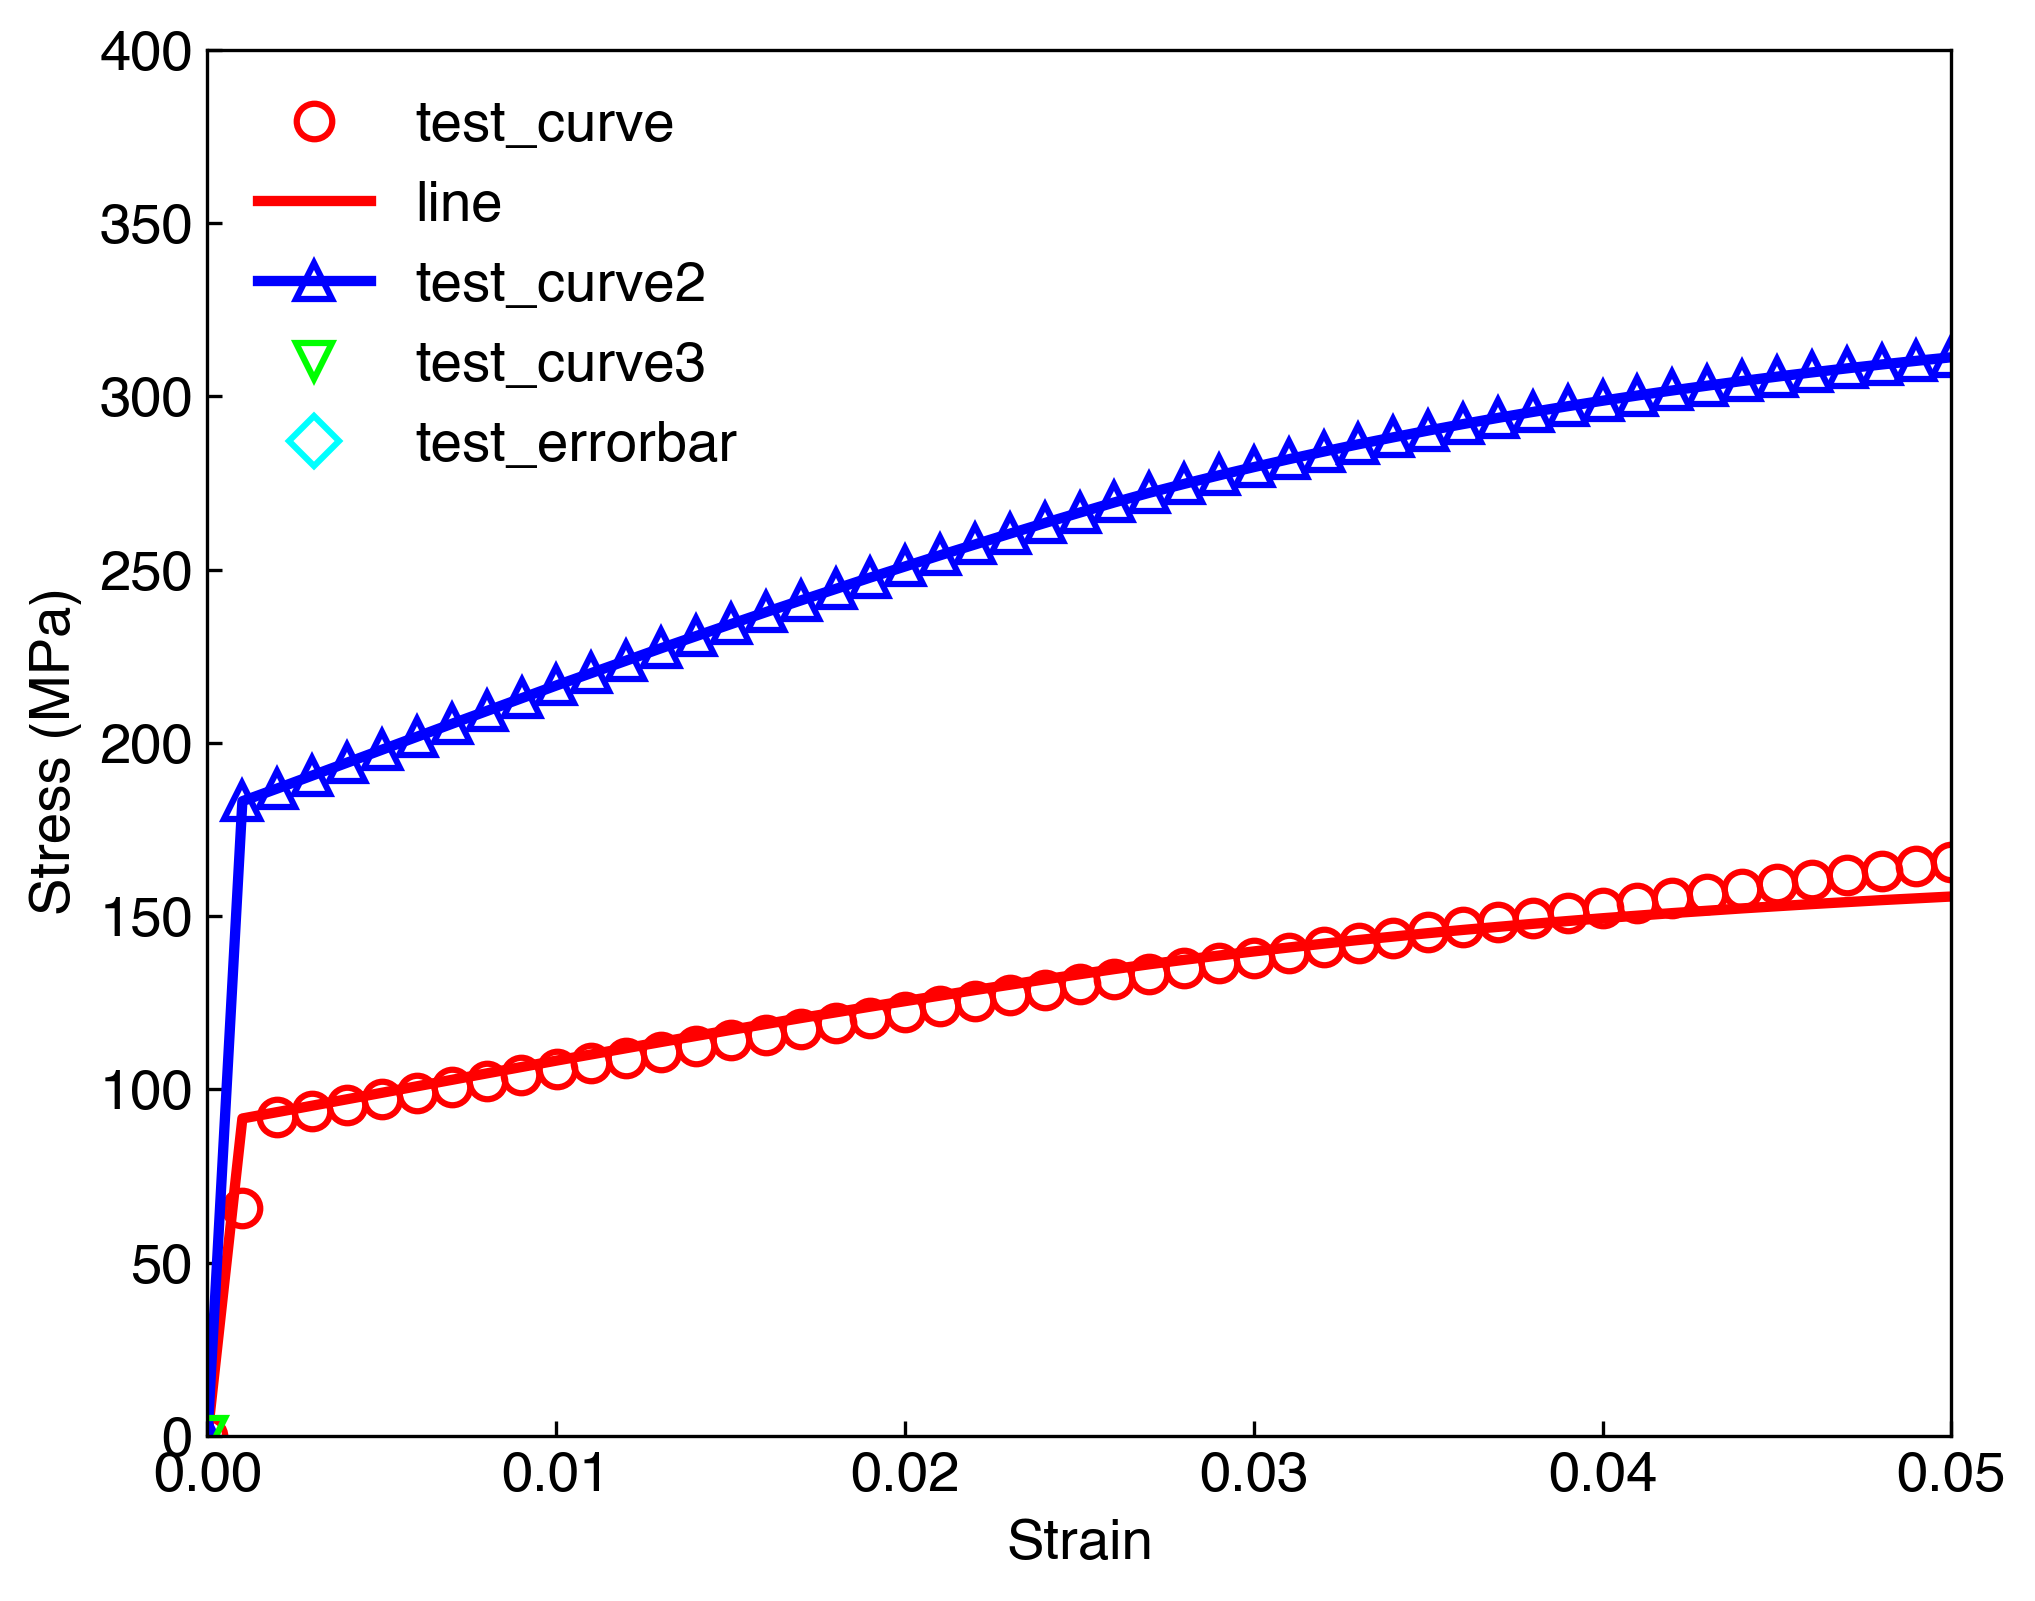 400
350
300
250
200
150
100
50
0
test_curve
line
test_curve2
test_curve3
test_errorbar
Stress (MPa)
0.00 0.01 0.02 0.03 0.04 0.05
Strain